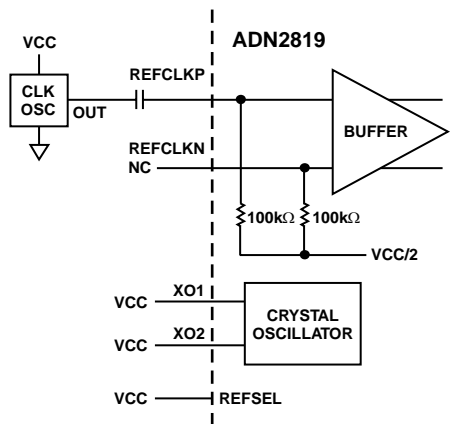 ADN2819
VCC
REFCLKP
CLK
OSC
OUT
BUFFER
REFCLKN
NC
100kΩ
100kΩ
VCC/2
VCC
XO1
CRYSTAL
OSCILLATOR
VCC
XO2
VCC
REFSEL